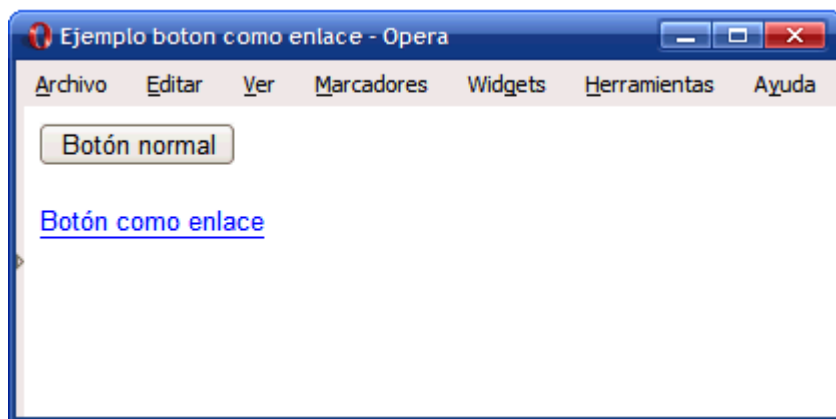 Ejemplo boton como enlace - Opera
Archivo Editar Ver Marcadores Widgets Herramientas Ayuda
Botón normal
Botón como enlace